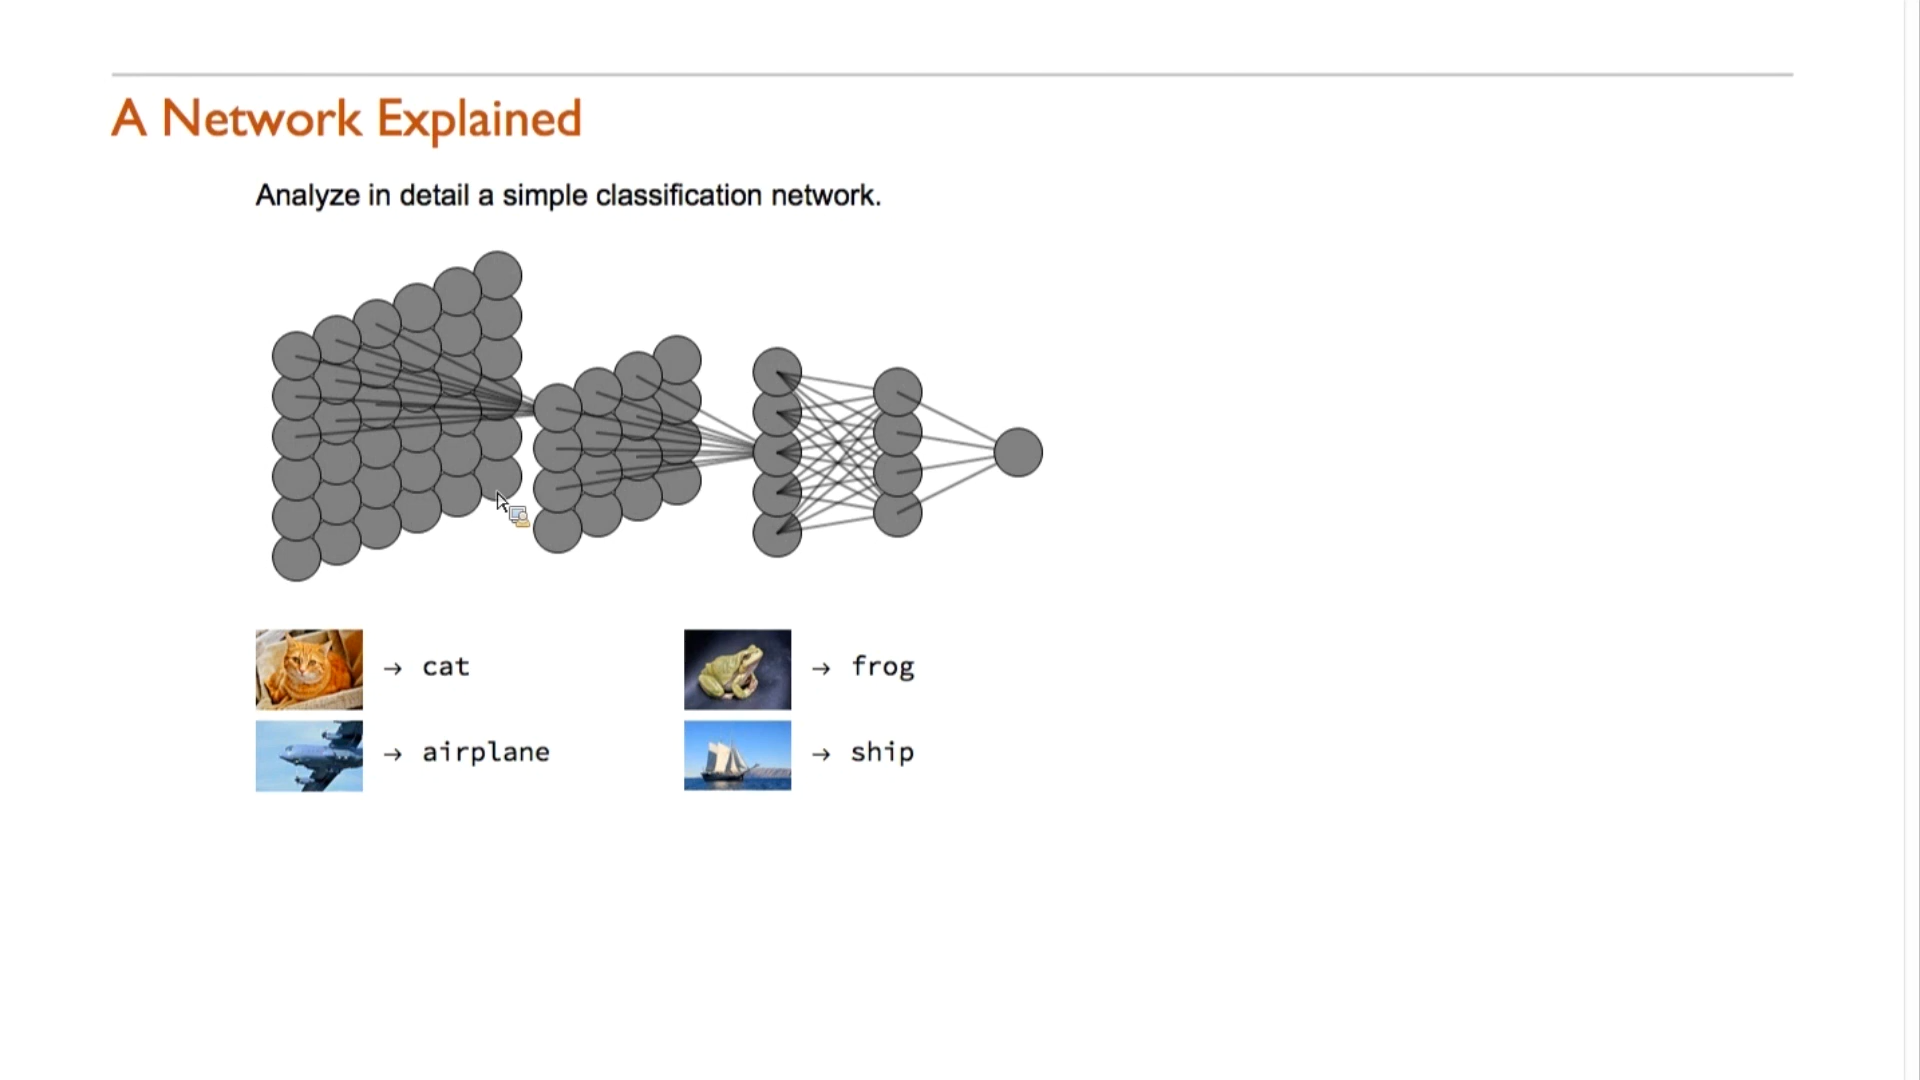 A Network Explained
Analyze in detail a simple classification network.
→ cat
→ frog
→ airplane
→ ship